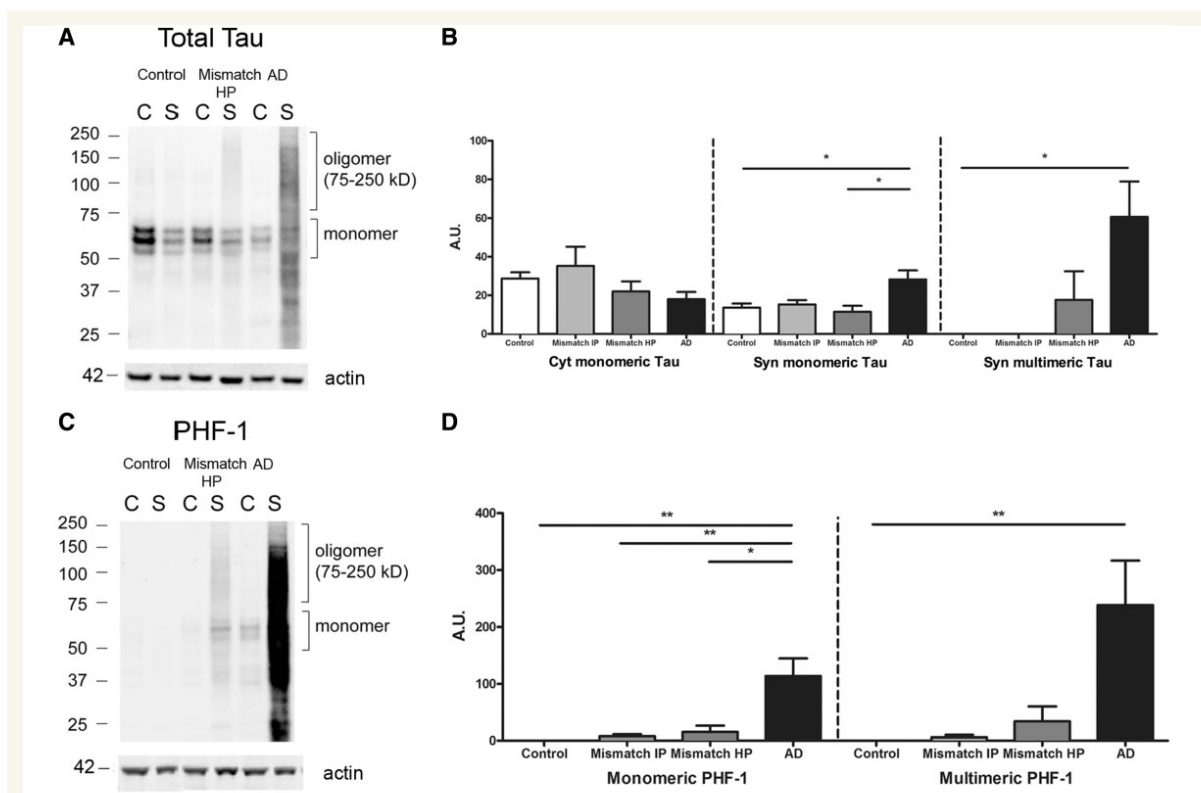 A
Total Tau
Control Mismatch AD
HP
C S C S C S
250
150
100
75
50
37
25
oligomer
(75-250 kD)
monomer
42
actin
B
A.U.
100
80
60
40
20
0
*
*
*
Control Mismatch IP Mismatch HP AD Control Mismatch IP Mismatch HP AD Control Mismatch IP Mismatch HP AD
Cyt monomeric Tau Syn monomeric Tau Syn multimeric Tau
C
PHF-1
Control Mismatch AD
HP
C S C S C S
250
150
100
75
50
37
25
oligomer
(75-250 kD)
monomer
42
actin
D
A.U.
400
300
200
100
0
**
**
*
**
Control Mismatch IP Mismatch HP AD Control Mismatch IP Mismatch HP AD
Monomeric PHF-1 Multimeric PHF-1